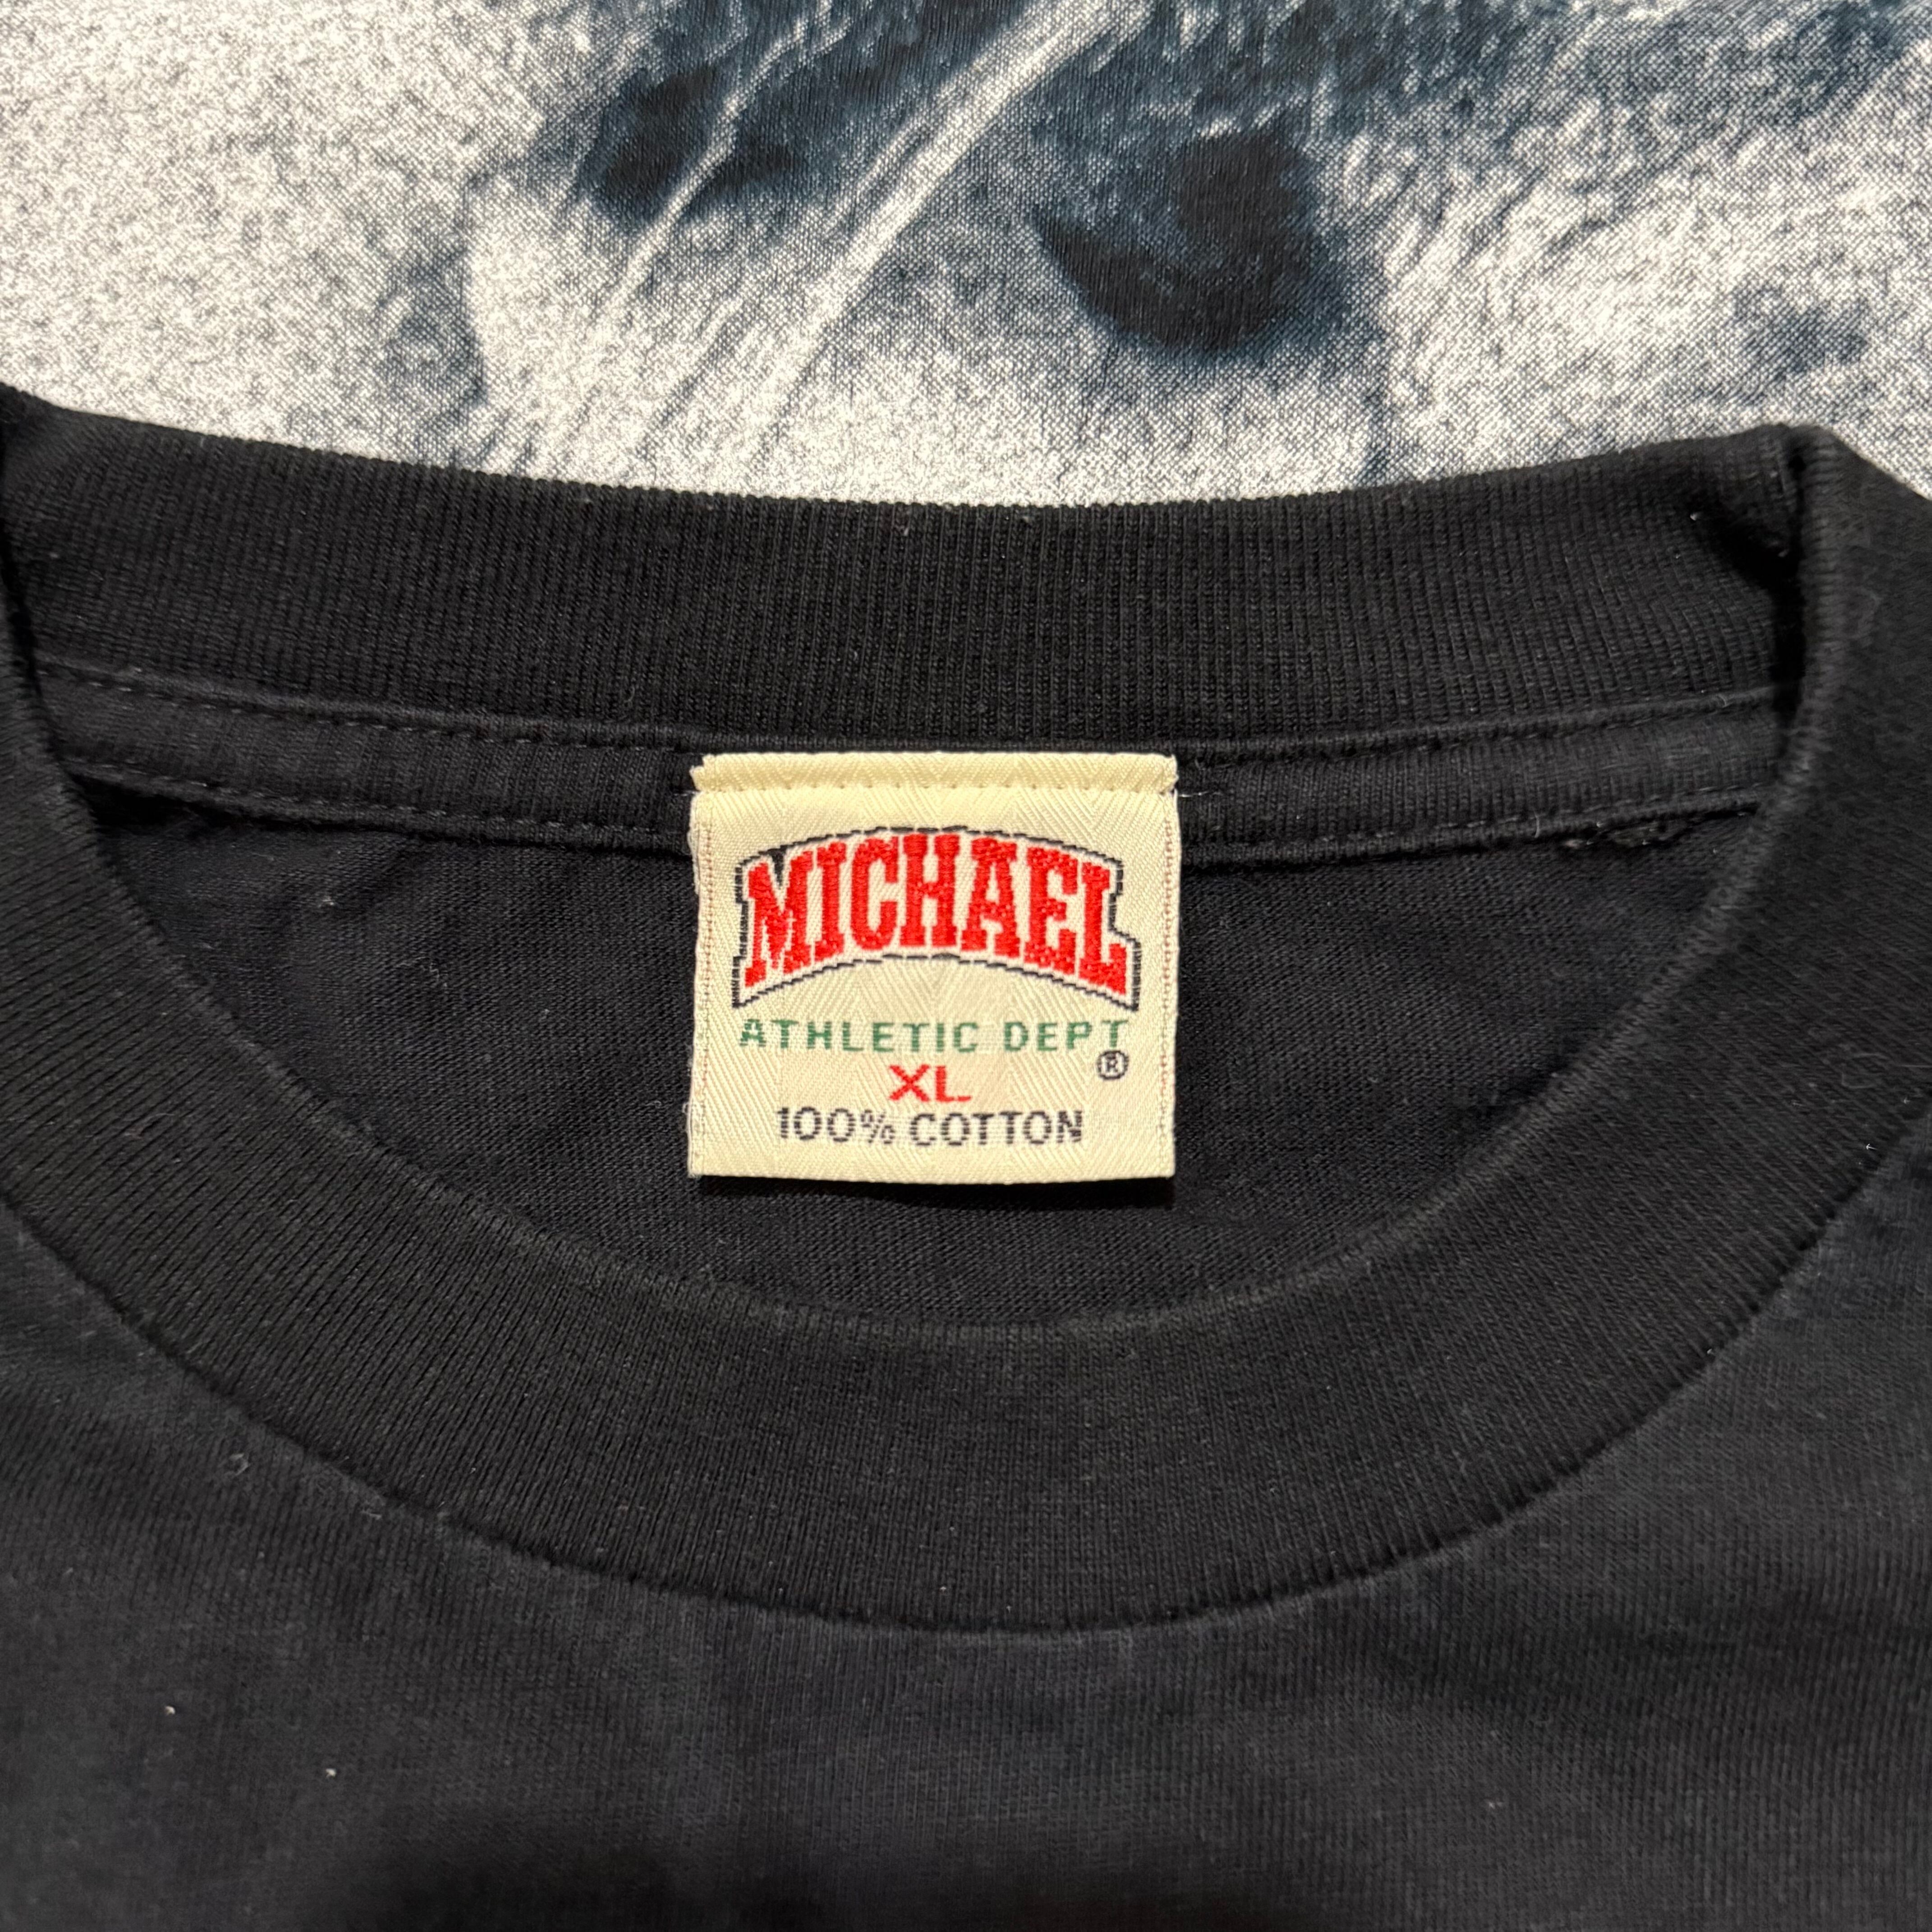 MICHAEL
ATHLETIC DEPT
®
XL
100% COTTON